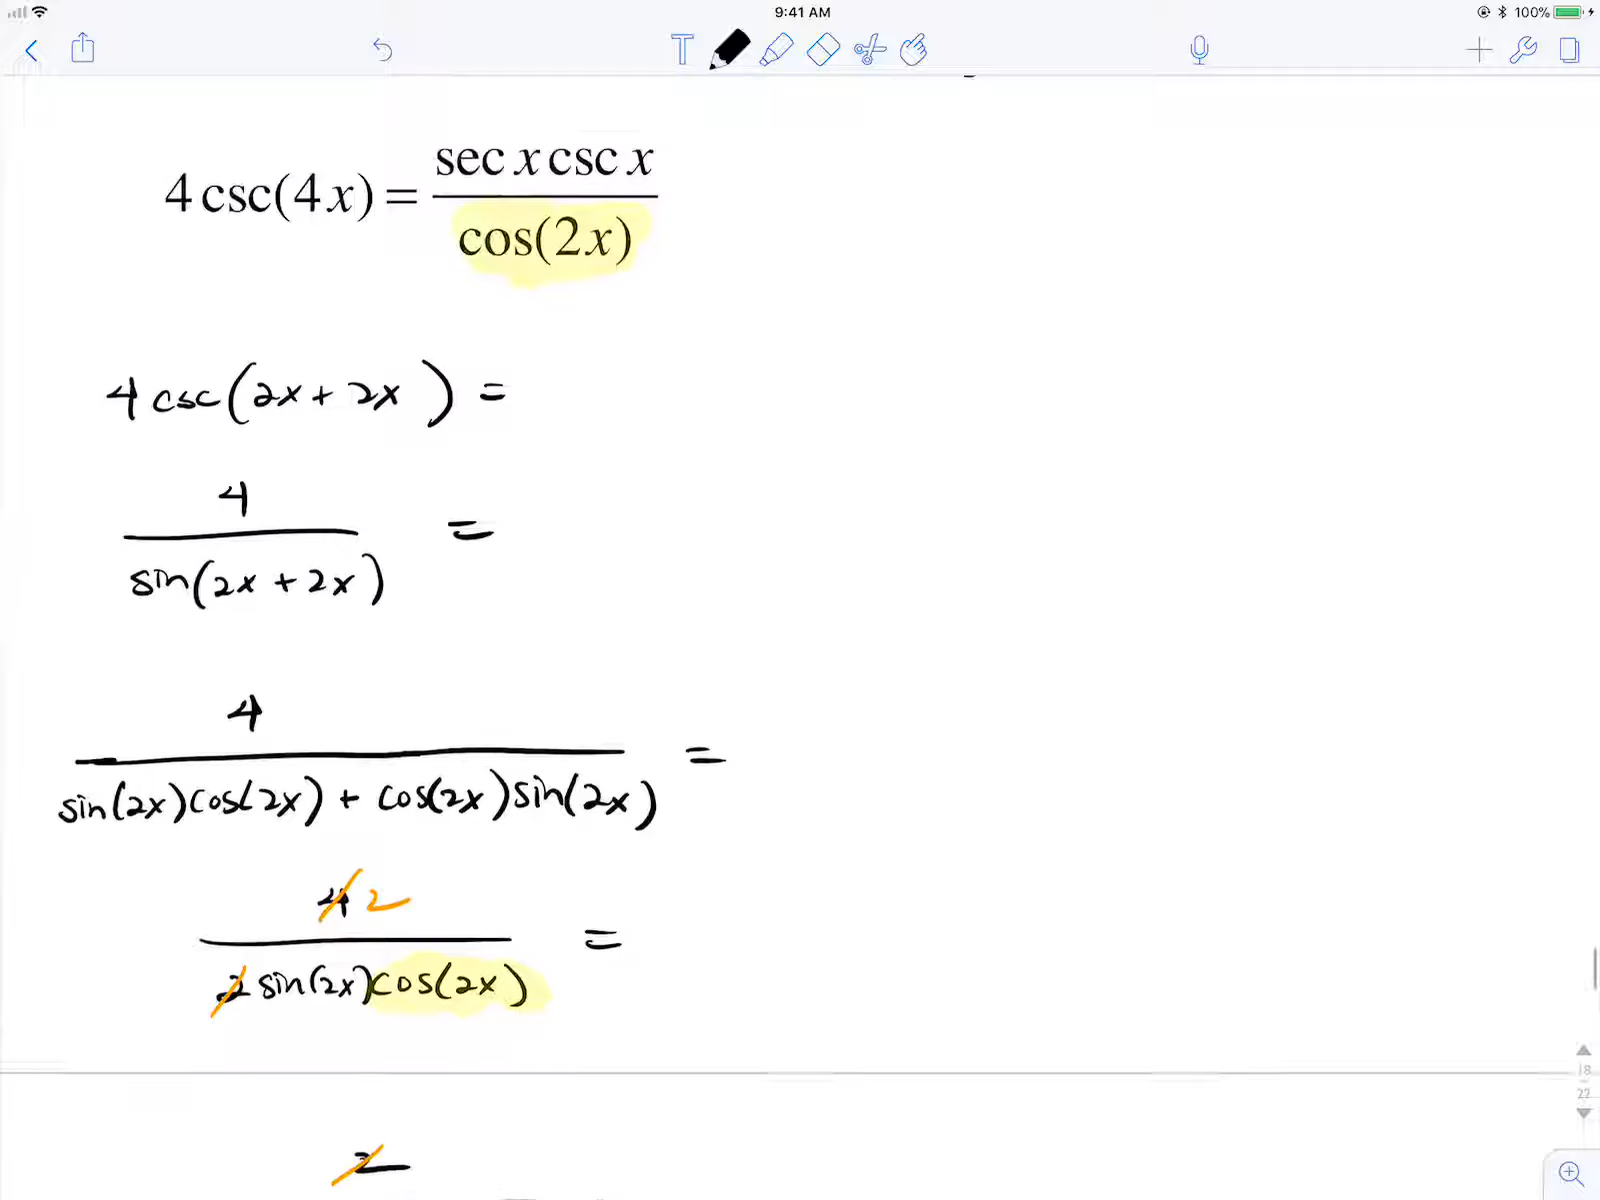 9:41 AM
100%
T
4 csc(4x) = sec x csc x / cos(2x)
4 csc(2x + 2x) =
4 / sin(2x + 2x) =
4 / sin(2x)cos(2x) + cos(2x)sin(2x) =
4 2 / 2 sin(2x)cos(2x) =
18
22
2